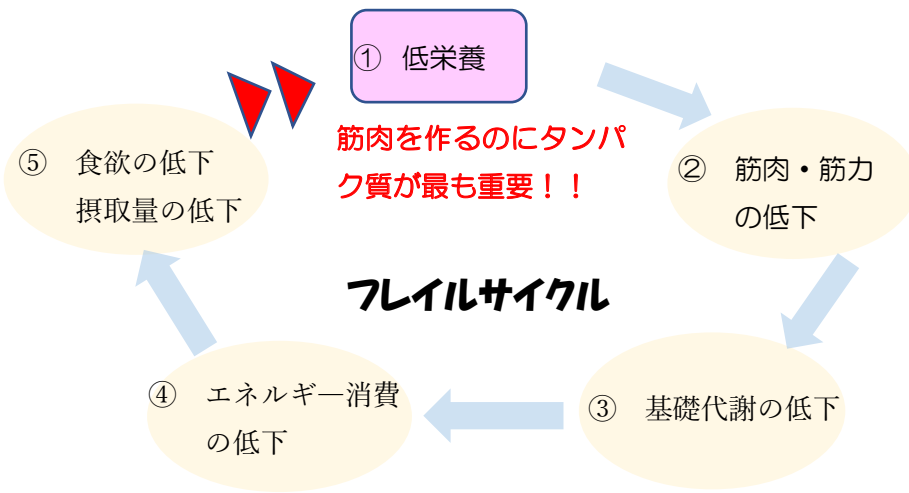 ① 低栄養
筋肉を作るのにタンパ
ク質が最も重要！！
② 筋肉・筋力
の低下
⑤ 食欲の低下
摂取量の低下
フレイルサイクル
④ エネルギ―消費
の低下
③ 基礎代謝の低下